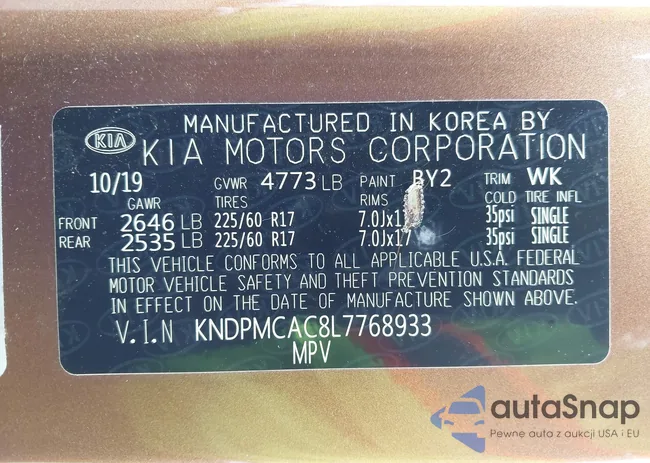 MANUFACTURED IN KOREA BY
KIA KIA MOTORS CORPORATION
10/19 GVWR 4773 LB PAINT BY2 TRIM WK
GAWR TIRES RIMS COLD TIRE INFL
FRONT 2646 LB 225/60 R17 7.0Jx17 35psi SINGLE
REAR 2535 LB 225/60 R17 7.0Jx17 35psi SINGLE
THIS VEHICLE CONFORMS TO ALL APPLICABLE U.S.A. FEDERAL
MOTOR VEHICLE SAFETY AND THEFT PREVENTION STANDARDS
IN EFFECT ON THE DATE OF MANUFACTURE SHOWN ABOVE.
V.I.N KNDPMCAC8L7768933
MPV
autaSnap
Pewne auta z aukcji USA i EU